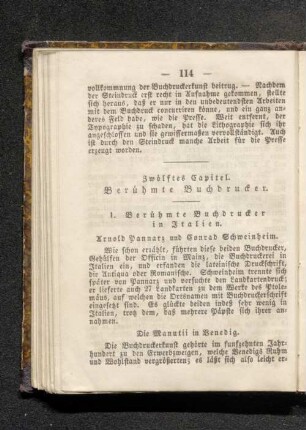 — 114 —
vollkommnung der Buchdruckerkunst beitrug. — Nachdem
der Steindruck erst recht in Aufnahme gekommen, stellte
sich heraus, daß er nur in den unbedeutendsten Arbeiten
mit dem Buchdruck concurriren könne, und ein ganz an-
deres Feld habe, wie die Presse. Weit entfernt, der
Typographie zu schaden, hat die Lithographie sich ihr
angeschlossen und sie gewissermaßen vervollständigt. Auch
ist durch den Steindruck manche Arbeit für die Presse
erzeugt worden.
Zwölftes Capitel.
Berühmte Buchdrucker.
1. Berühmte Buchdrucker
in Italien.
Arnold Pannarz und Conrad Schweinheim.
Wie schon erzählt, führten diese beiden Buchdrucker,
Gehülfen der Officin in Mainz, die Buchdruckerei in
Italien ein, und erfanden die lateinische Druckschrift,
die Antiqua oder Romanische. Schweinheim trennte sich
später von Pannarz und versuchte den Landkartendruck;
er lieferte auch 27 Landkarten zu dem Werke des Ptole-
mäus, auf welche die Ortsnamen mit Buchdruckschriften
eingehauen sind. Es glückte beiden indeß sehr wenig in
Italien, trotz dem, daß mehrere Päpste sich ihrer an-
nahmen.
Die Manutii in Venedig.
Die Buchdruckerkunst gehörte im funfzehnten Jahr-
hundert zu den Erwerbzweigen, welche Venedigs Ruhm
und Wohlstand vergrößerten; es läßt sich also leicht er-